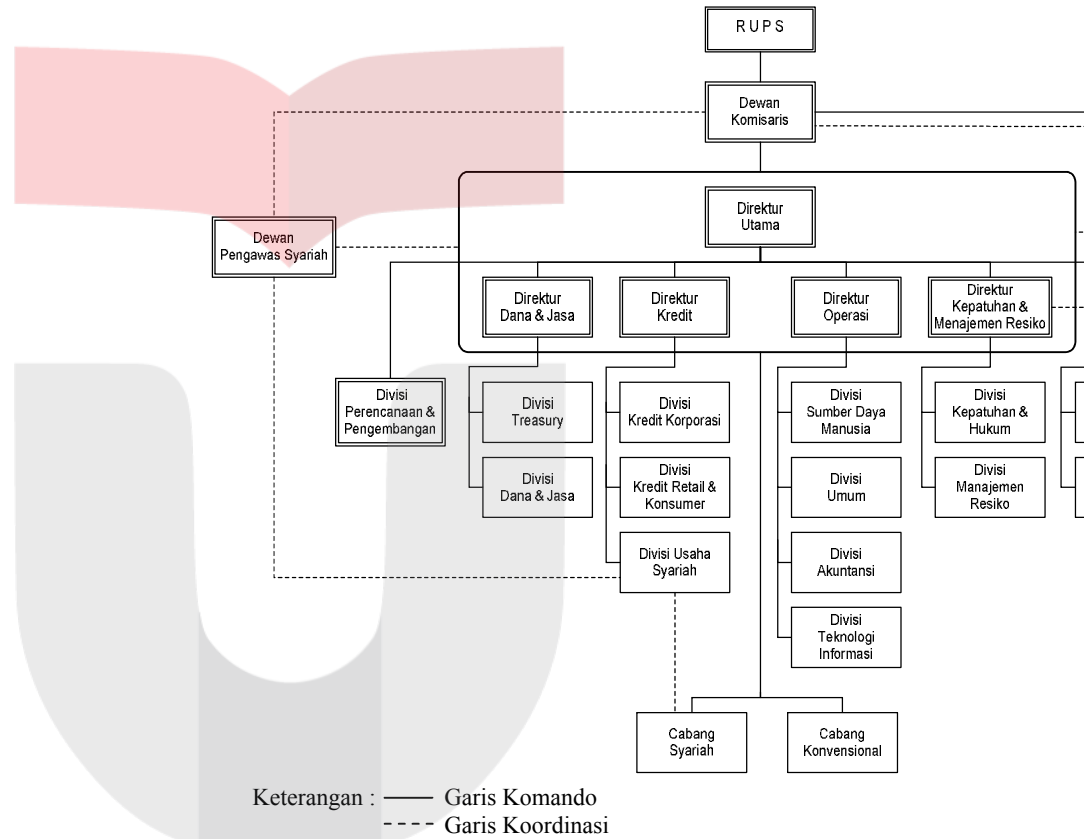 R U P S
Dewan
Komisaris
Direktur
Utama
Dewan
Pengawas Syariah
Direktur
Dana & Jasa
Direktur
Kredit
Direktur
Operasi
Direktur
Kepatuhan &
Menajemen Resiko
Divisi
Perencanaan &
Pengembangan
Divisi
Treasury
Divisi
Kredit Korporasi
Divisi
Sumber Daya
Manusia
Divisi
Kepatuhan &
Hukum
Divisi
Dana & Jasa
Divisi
Kredit Retail &
Konsumer
Divisi
Umum
Divisi
Manajemen
Resiko
Divisi Usaha
Syariah
Divisi
Akuntansi
Divisi
Teknologi
Informasi
Cabang
Syariah
Cabang
Konvensional
Keterangan : Garis Komando
Garis Koordinasi